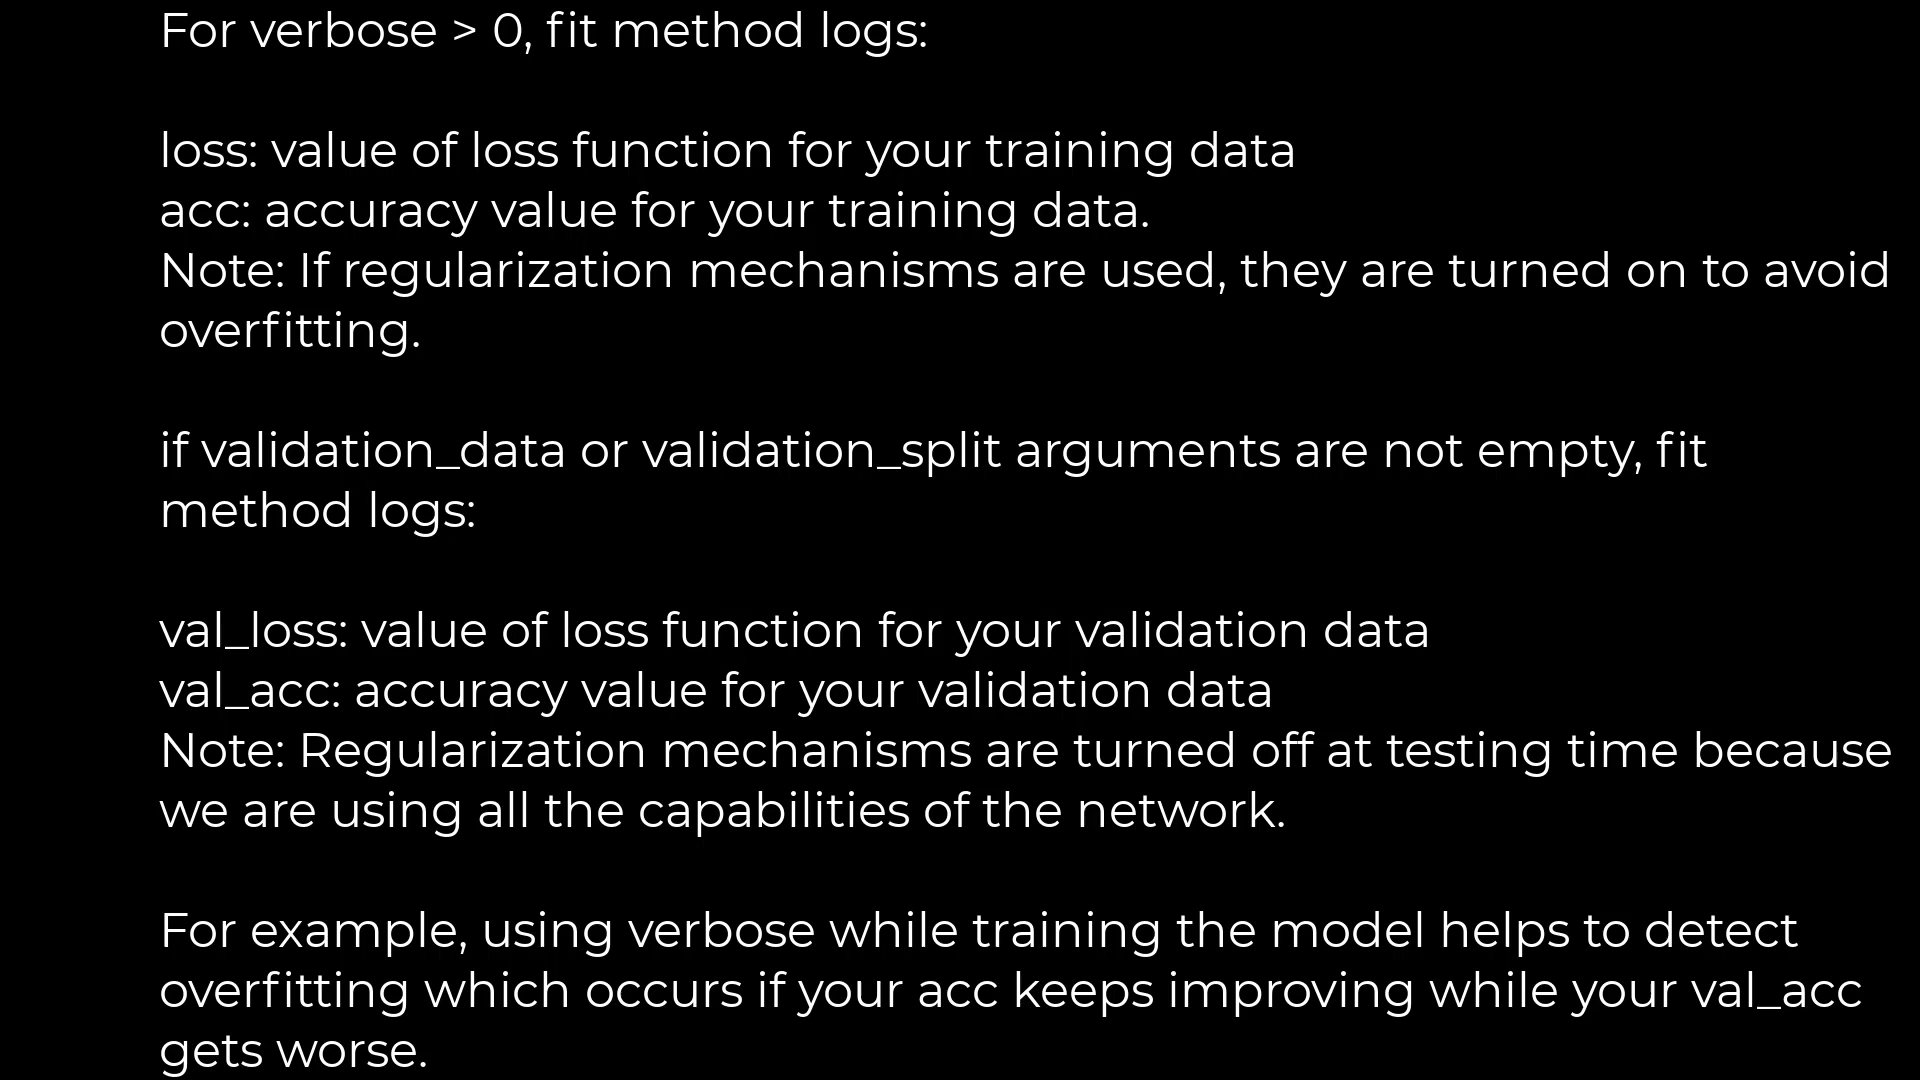 For verbose > 0, fit method logs:
loss: value of loss function for your training data
acc: accuracy value for your training data.
Note: If regularization mechanisms are used, they are turned on to avoid
overfitting.
if validation_data or validation_split arguments are not empty, fit
method logs:
val_loss: value of loss function for your validation data
val_acc: accuracy value for your validation data
Note: Regularization mechanisms are turned off at testing time because
we are using all the capabilities of the network.
For example, using verbose while training the model helps to detect
overfitting which occurs if your acc keeps improving while your val_acc
gets worse.